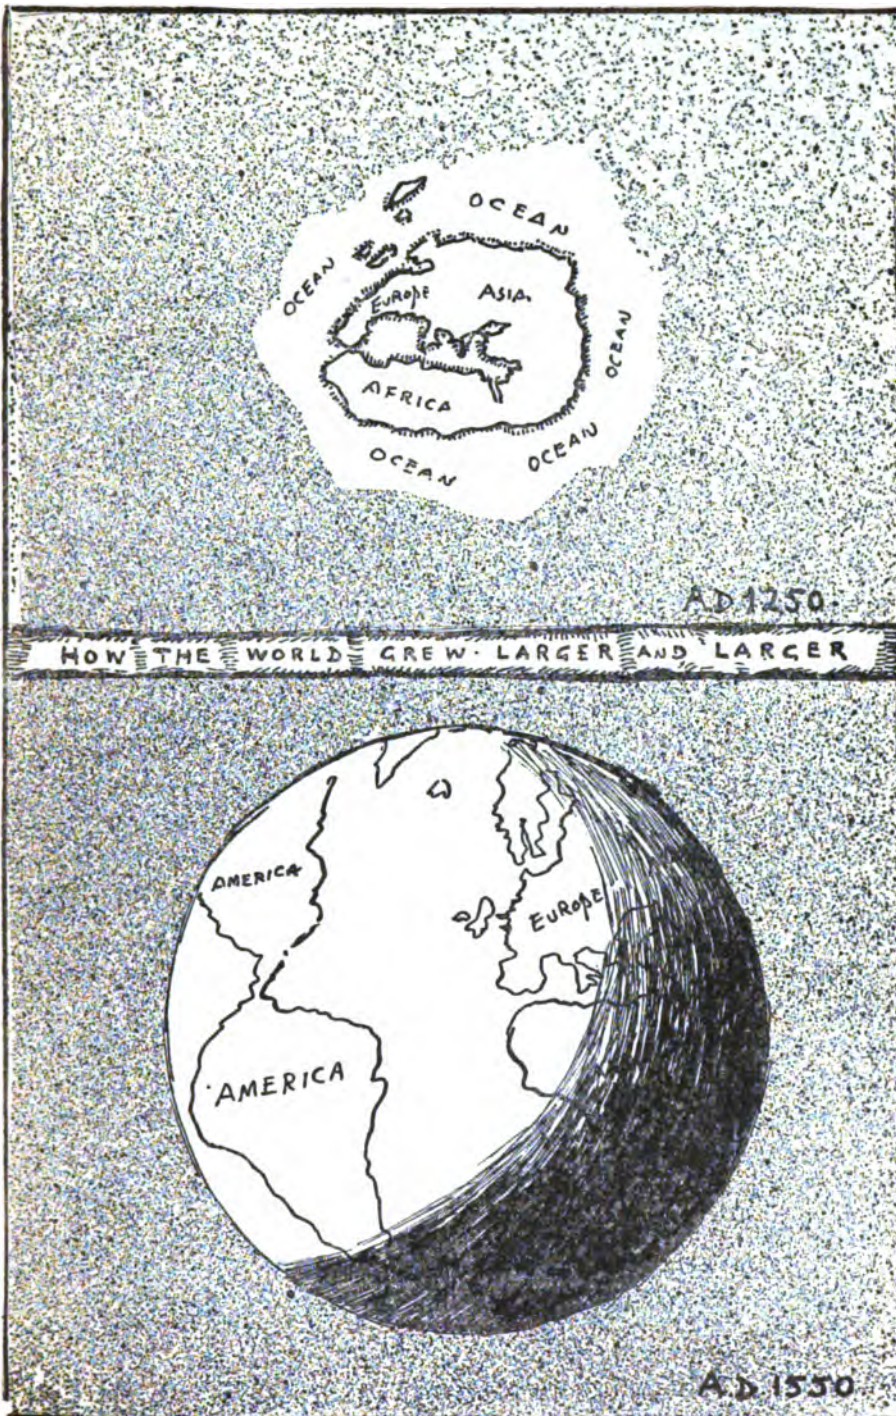 OCEAN
OCEAN
EUROPE
ASIA.
OCEAN
AFRICA
OCEAN
OCEAN
AD 1250.
HOW THE WORLD GREW · LARGER AND LARGER
AMERICA
EUROPE
AMERICA
A.D. 1550